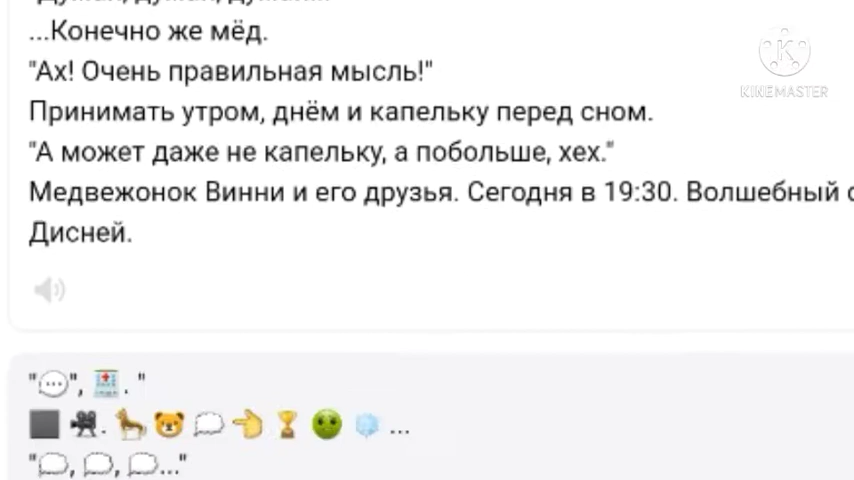 ...Конечно же мёд.
"Ах! Очень правильная мысль!"
Принимать утром, днём и капельку перед сном.
"А может даже не капельку, а побольше, хех."
Медвежонок Винни и его друзья. Сегодня в 19:30. Волшебный
Дисней.
KINEMASTER
"💬", 🏥. "
⬛ 🎥. 🐕‍🦺 🐻 💭 👈 🏆 🤢 🧊 ...
"💭, 💭, 💭..."